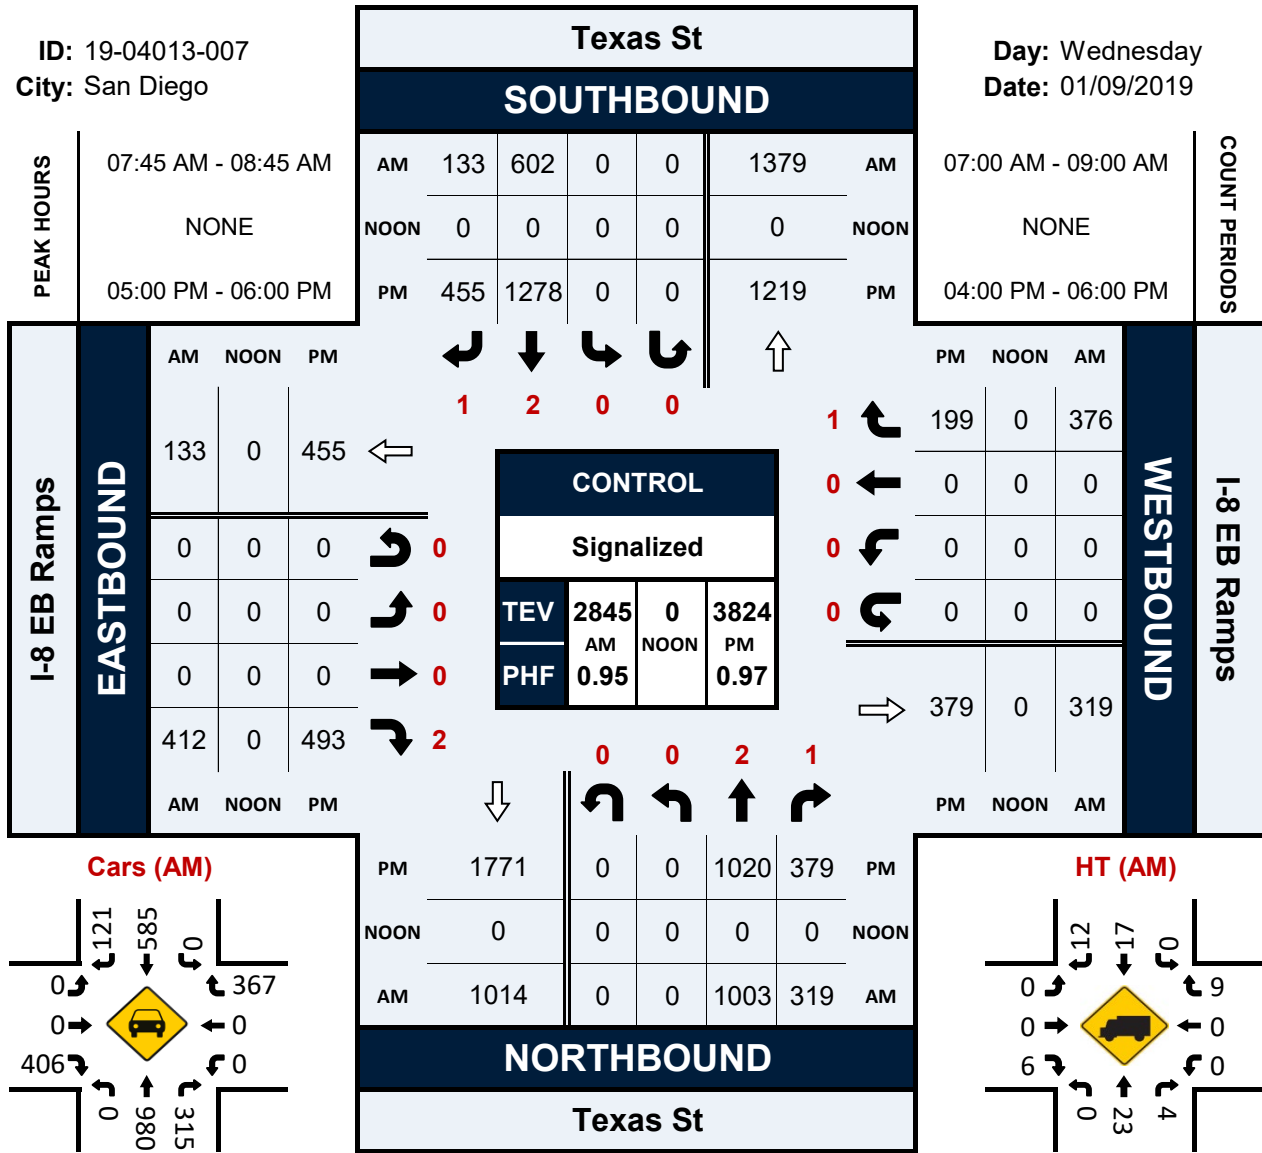 Texas St
ID: 19-04013-007
Day: Wednesday
City: San Diego
Date: 01/09/2019
SOUTHBOUND
PEAK HOURS
07:45 AM - 08:45 AM
NONE
05:00 PM - 06:00 PM
AM 133 602 0 0 1379 AM
NOON 0 0 0 0 0 NOON
PM 455 1278 0 0 1219 PM
07:00 AM - 09:00 AM
NONE
04:00 PM - 06:00 PM
COUNT PERIODS
1 2 0 0
I-8 EB Ramps
EASTBOUND
AM NOON PM
133 0 455
0 0 0 0
0 0 0 0
0 0 0 0
412 0 493 2
AM NOON PM
CONTROL
Signalized
TEV 2845 0 3824
AM NOON PM
PHF 0.95 0.97
PM NOON AM
1 199 0 376
0 0 0 0
0 0 0 0
0 0 0 0
379 0 319
PM NOON AM
WESTBOUND
I-8 EB Ramps
0 0 2 1
PM 1771 0 0 1020 379 PM
NOON 0 0 0 0 0 NOON
AM 1014 0 0 1003 319 AM
NORTHBOUND
Texas St
Cars (AM)
121 585 0
0 367
0 0
406 0
0 980 315
HT (AM)
12 17 0
0 9
0 0
6 0
0 23 4